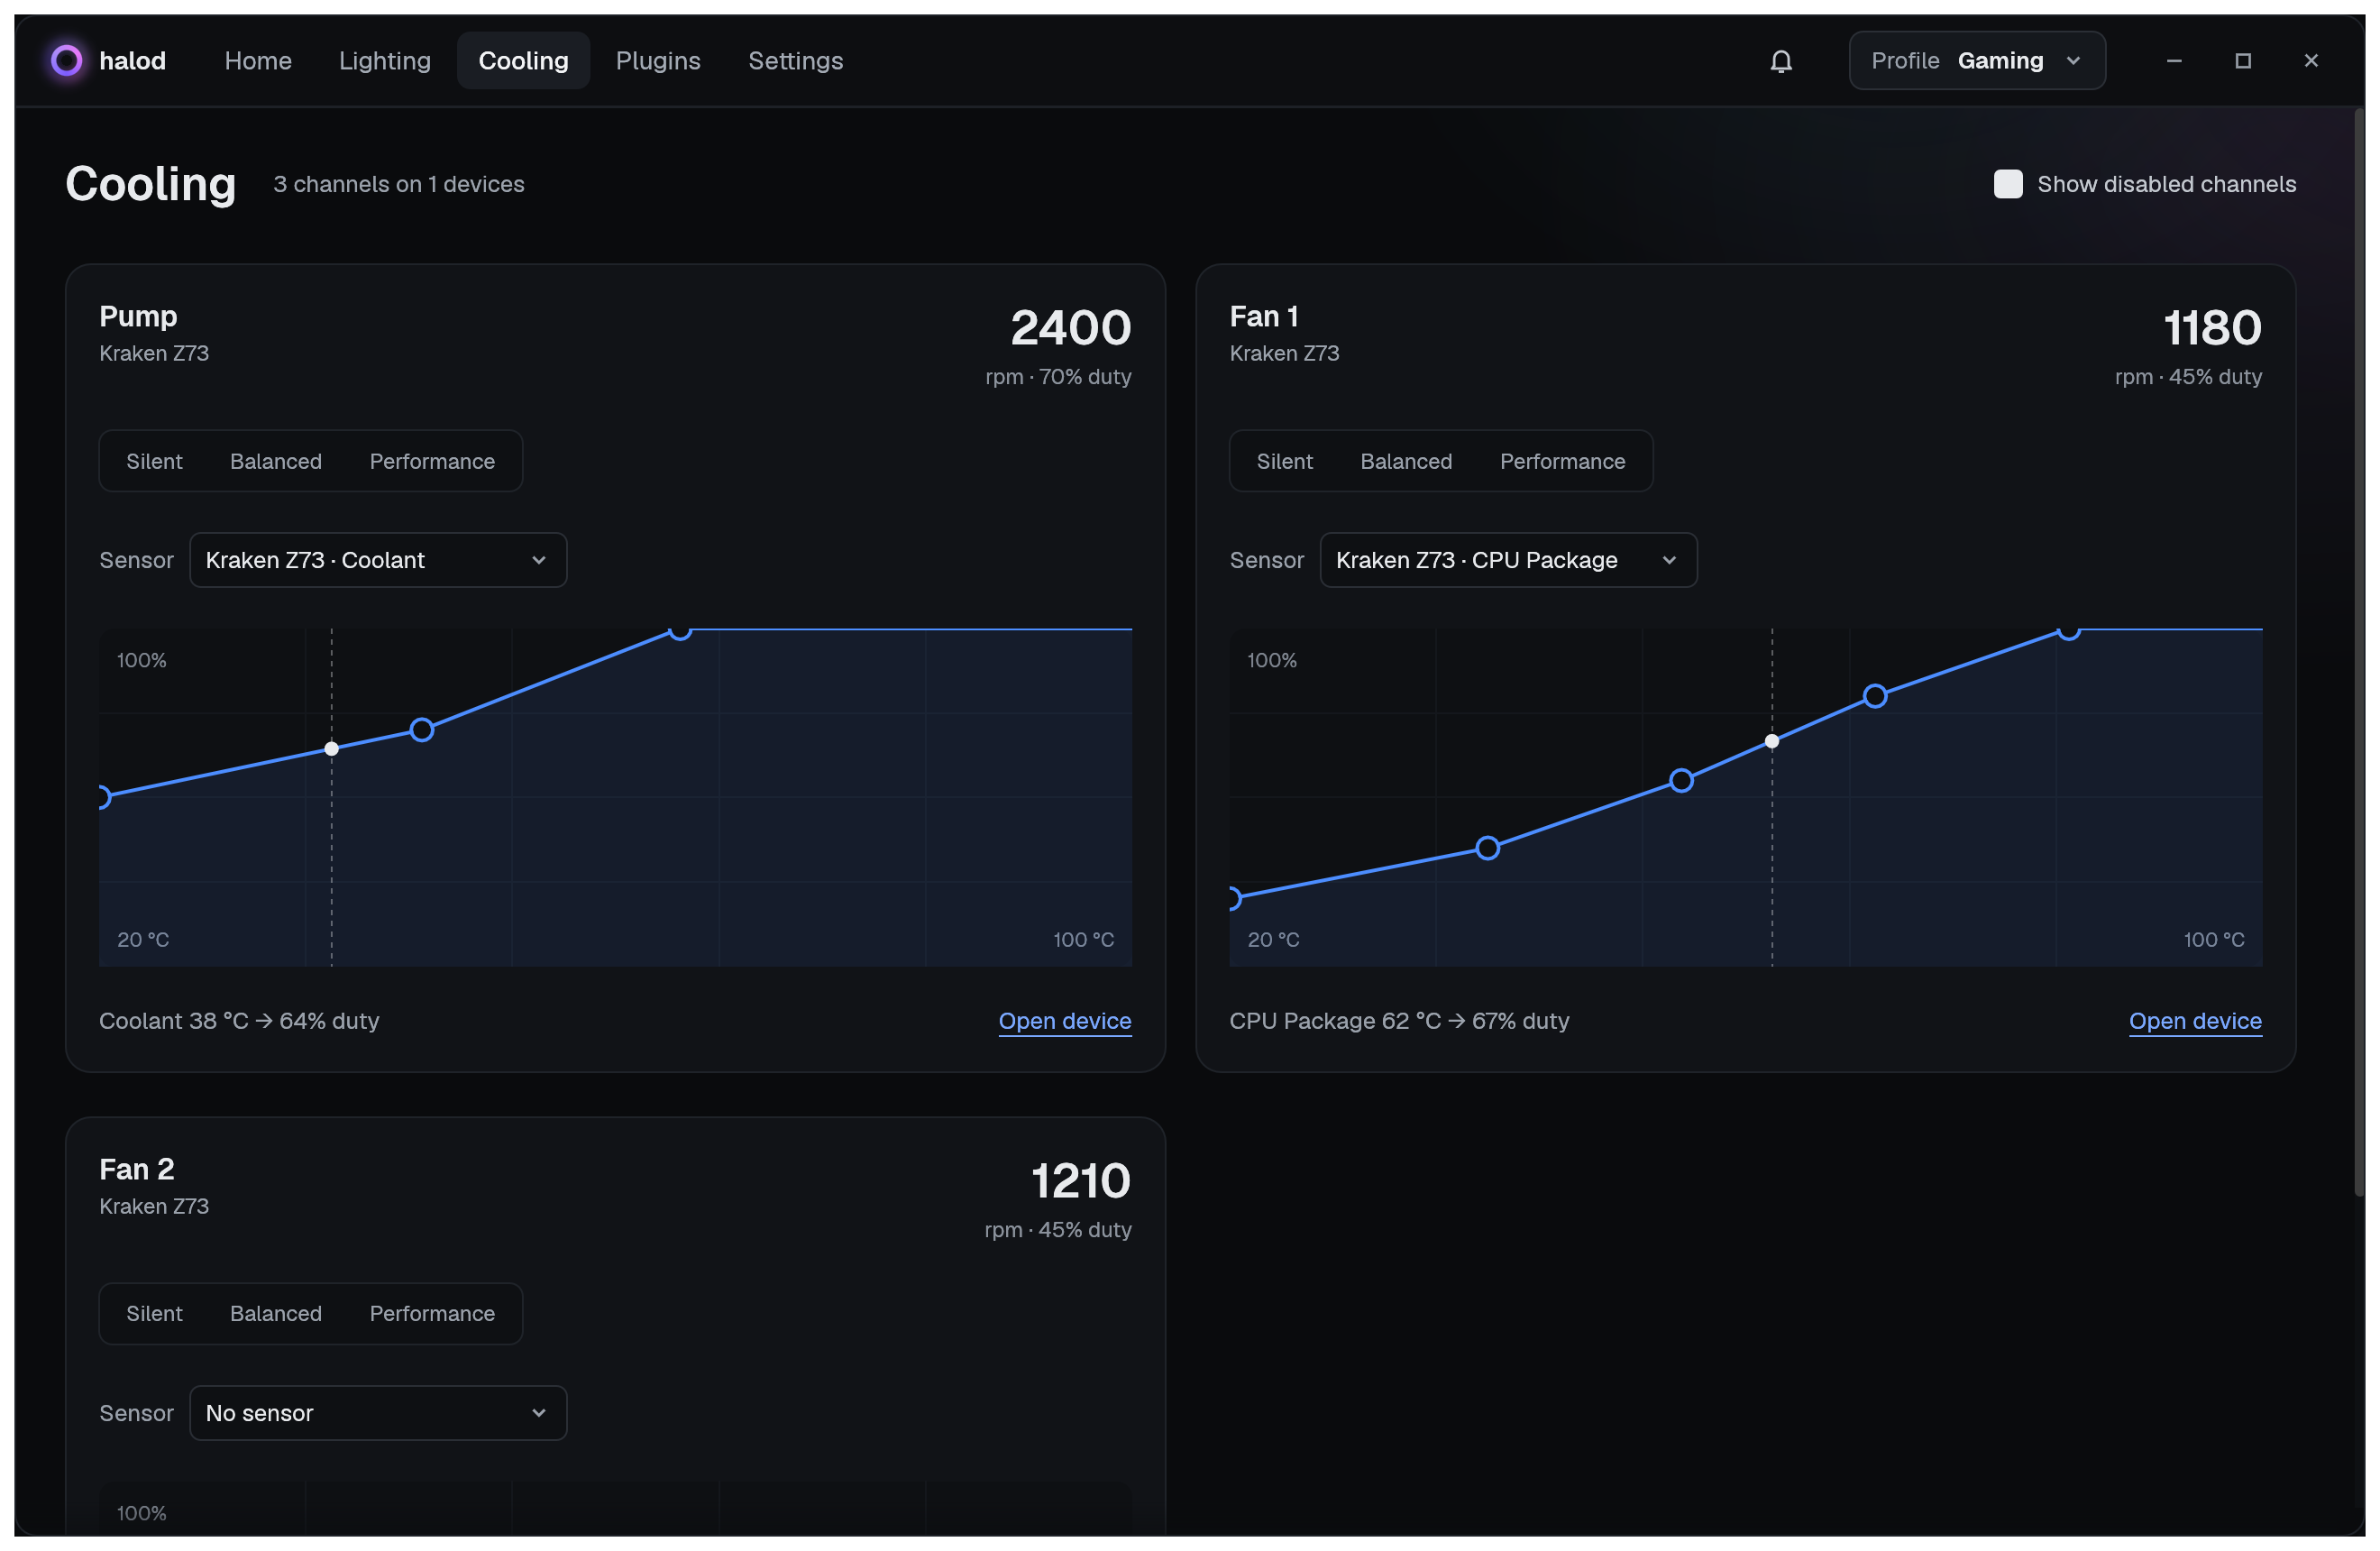 halod Home Lighting Cooling Plugins Settings Profile Gaming
Cooling 3 channels on 1 devices Show disabled channels
Pump 2400
Kraken Z73
rpm · 70% duty
Silent Balanced Performance
Sensor Kraken Z73 · Coolant
100%
20 °C 100 °C
Coolant 38 °C → 64% duty Open device
Fan 1 1180
Kraken Z73
rpm · 45% duty
Silent Balanced Performance
Sensor Kraken Z73 · CPU Package
100%
20 °C 100 °C
CPU Package 62 °C → 67% duty Open device
Fan 2 1210
Kraken Z73
rpm · 45% duty
Silent Balanced Performance
Sensor No sensor
100%